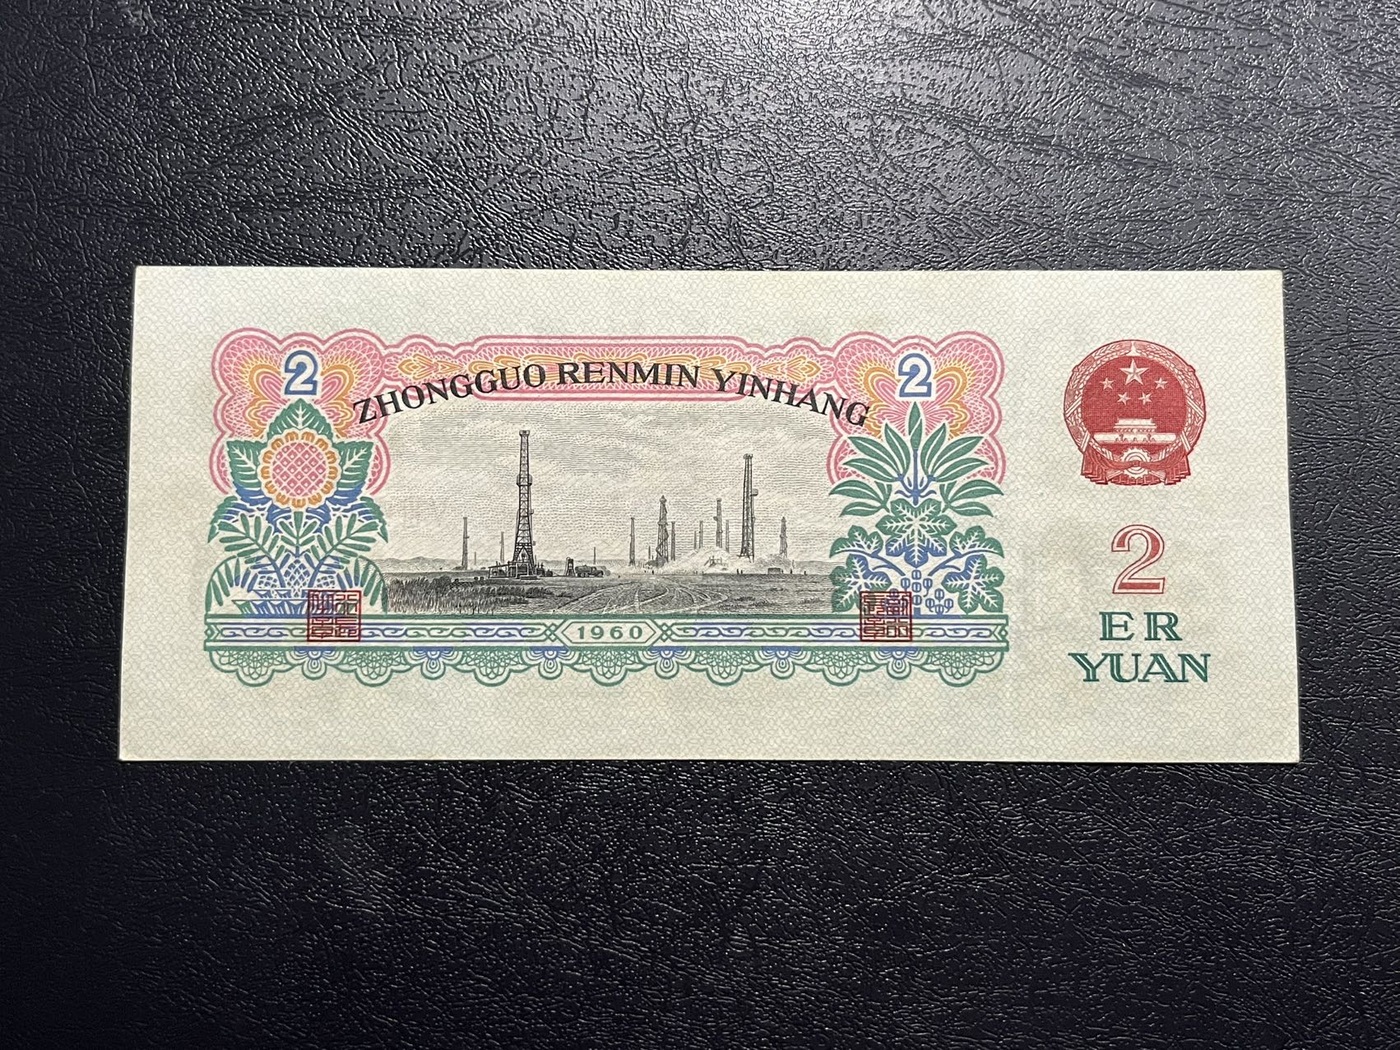 2
2
ZHONGGUO RENMIN YINHANG
1960
2
ER
YUAN